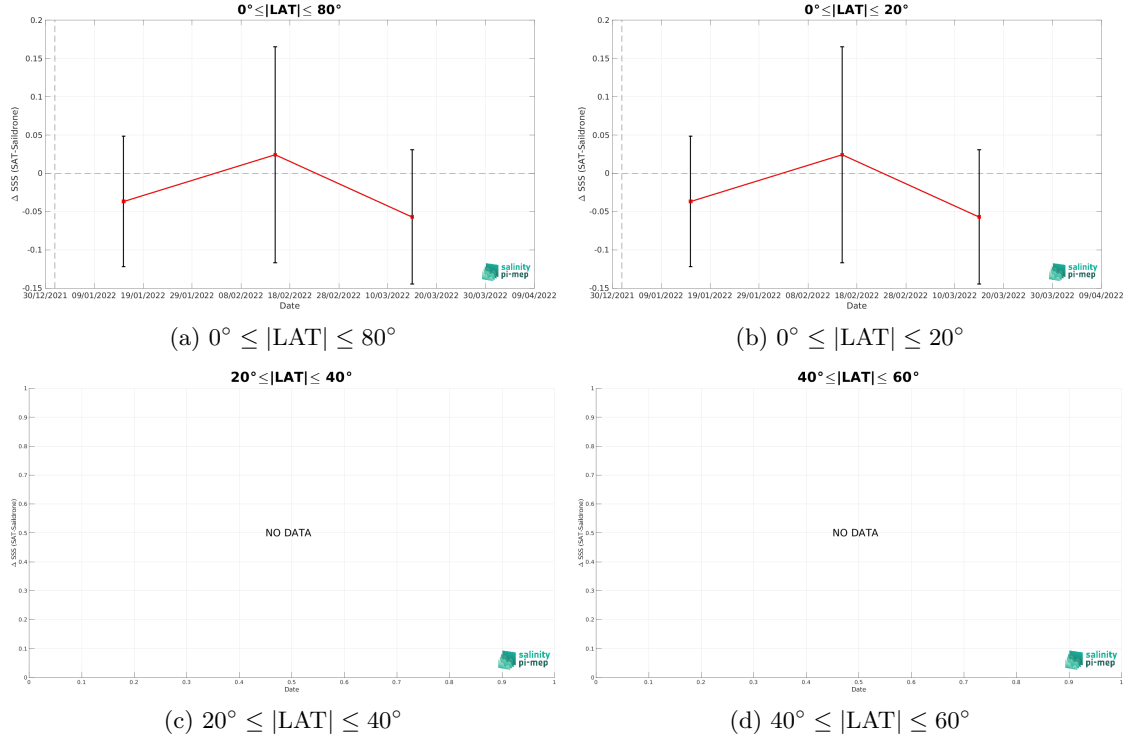 0°≤|LAT|≤ 80°
0.2
0.15
0.1
0.05
0
-0.05
-0.1
-0.15
Δ SSS (SAT-Saildrone)
30/12/2021 09/01/2022 19/01/2022 29/01/2022 08/02/2022 18/02/2022 28/02/2022 10/03/2022 20/03/2022 30/03/2022 09/04/2022
Date
salinity
pi-mep
(a) 0° ≤ |LAT| ≤ 80°
0°≤|LAT|≤ 20°
0.2
0.15
0.1
0.05
0
-0.05
-0.1
-0.15
Δ SSS (SAT-Saildrone)
30/12/2021 09/01/2022 19/01/2022 29/01/2022 08/02/2022 18/02/2022 28/02/2022 10/03/2022 20/03/2022 30/03/2022 09/04/2022
Date
salinity
pi-mep
(b) 0° ≤ |LAT| ≤ 20°
20°≤|LAT|≤ 40°
1
0.9
0.8
0.7
0.6
0.5
0.4
0.3
0.2
0.1
0
Δ SSS (SAT-Saildrone)
NO DATA
0 0.1 0.2 0.3 0.4 0.5 0.6 0.7 0.8 0.9 1
Date
salinity
pi-mep
(c) 20° ≤ |LAT| ≤ 40°
40°≤|LAT|≤ 60°
1
0.9
0.8
0.7
0.6
0.5
0.4
0.3
0.2
0.1
0
Δ SSS (SAT-Saildrone)
NO DATA
0 0.1 0.2 0.3 0.4 0.5 0.6 0.7 0.8 0.9 1
Date
salinity
pi-mep
(d) 40° ≤ |LAT| ≤ 60°